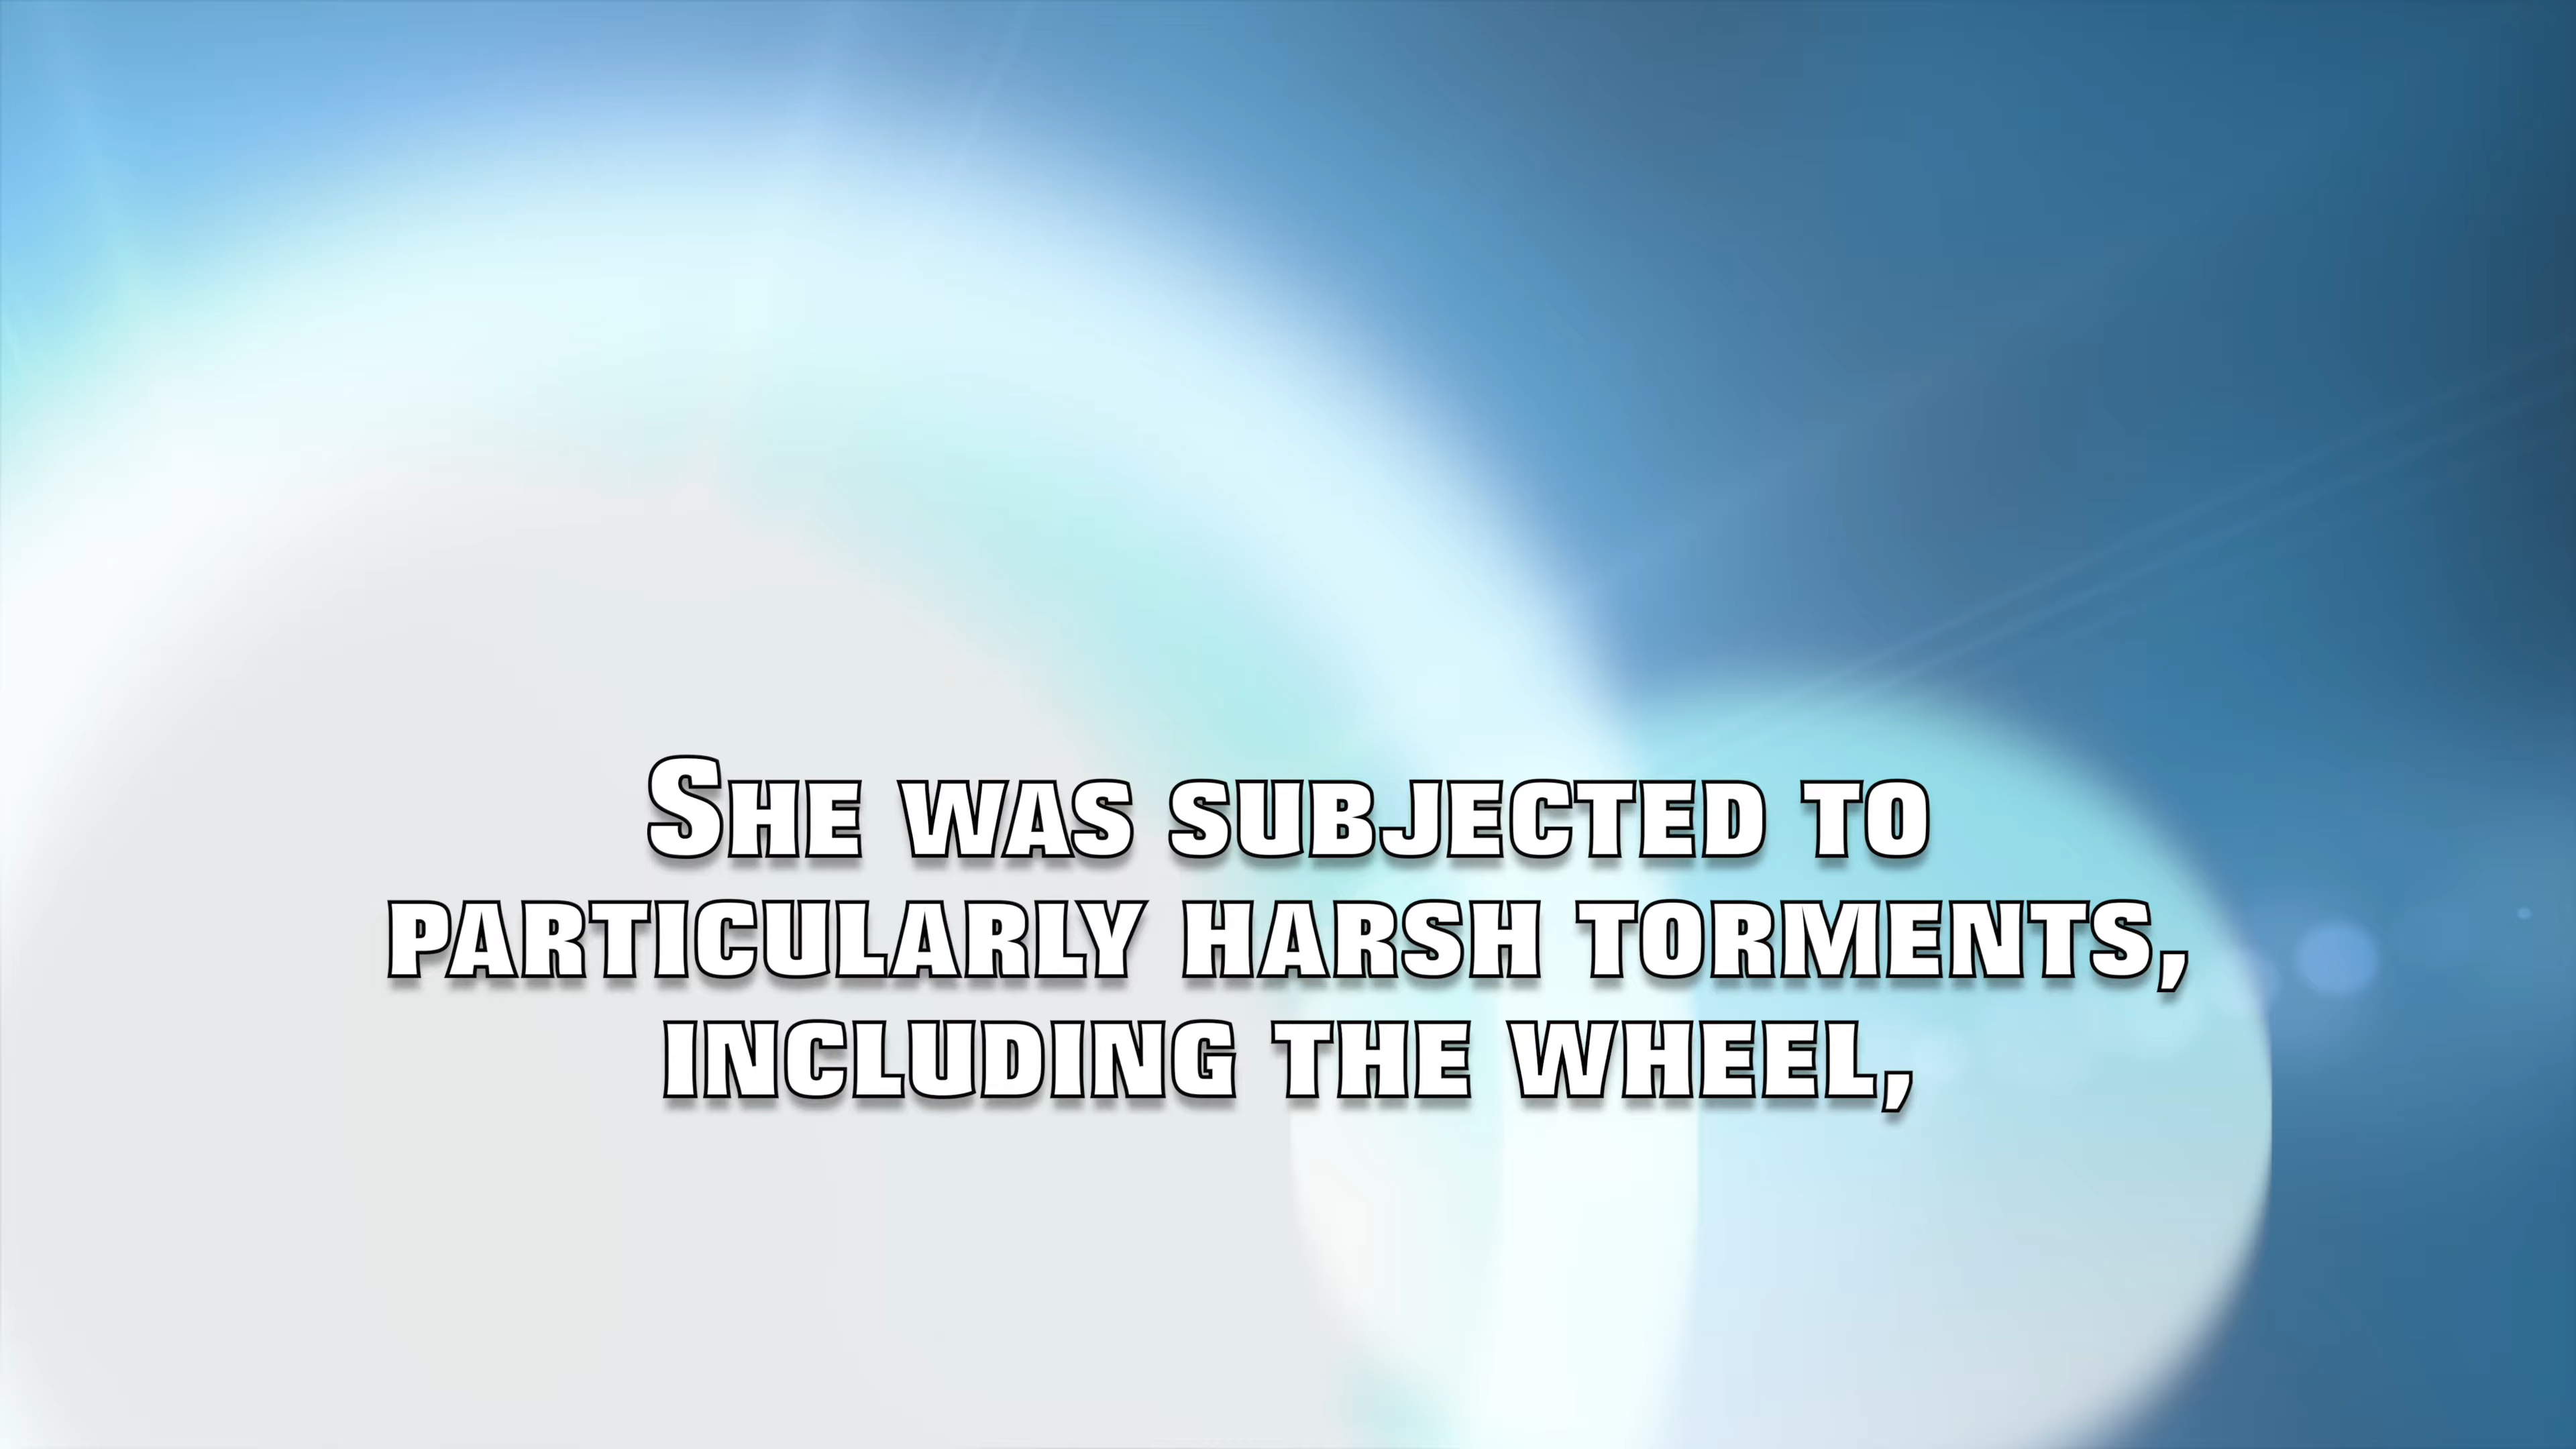 She was subjected to
particularly harsh torments,
including the wheel,